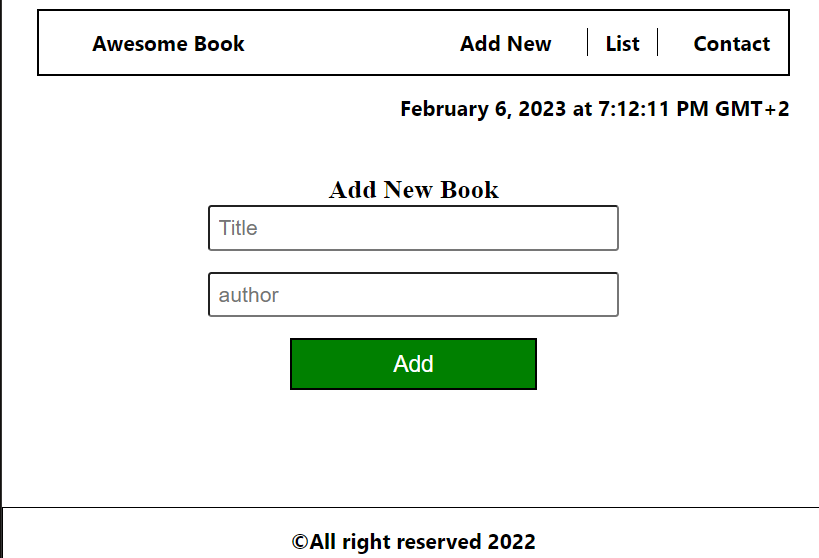 Awesome Book Add New List Contact
February 6, 2023 at 7:12:11 PM GMT+2
Add New Book
Title
author
Add
©All right reserved 2022